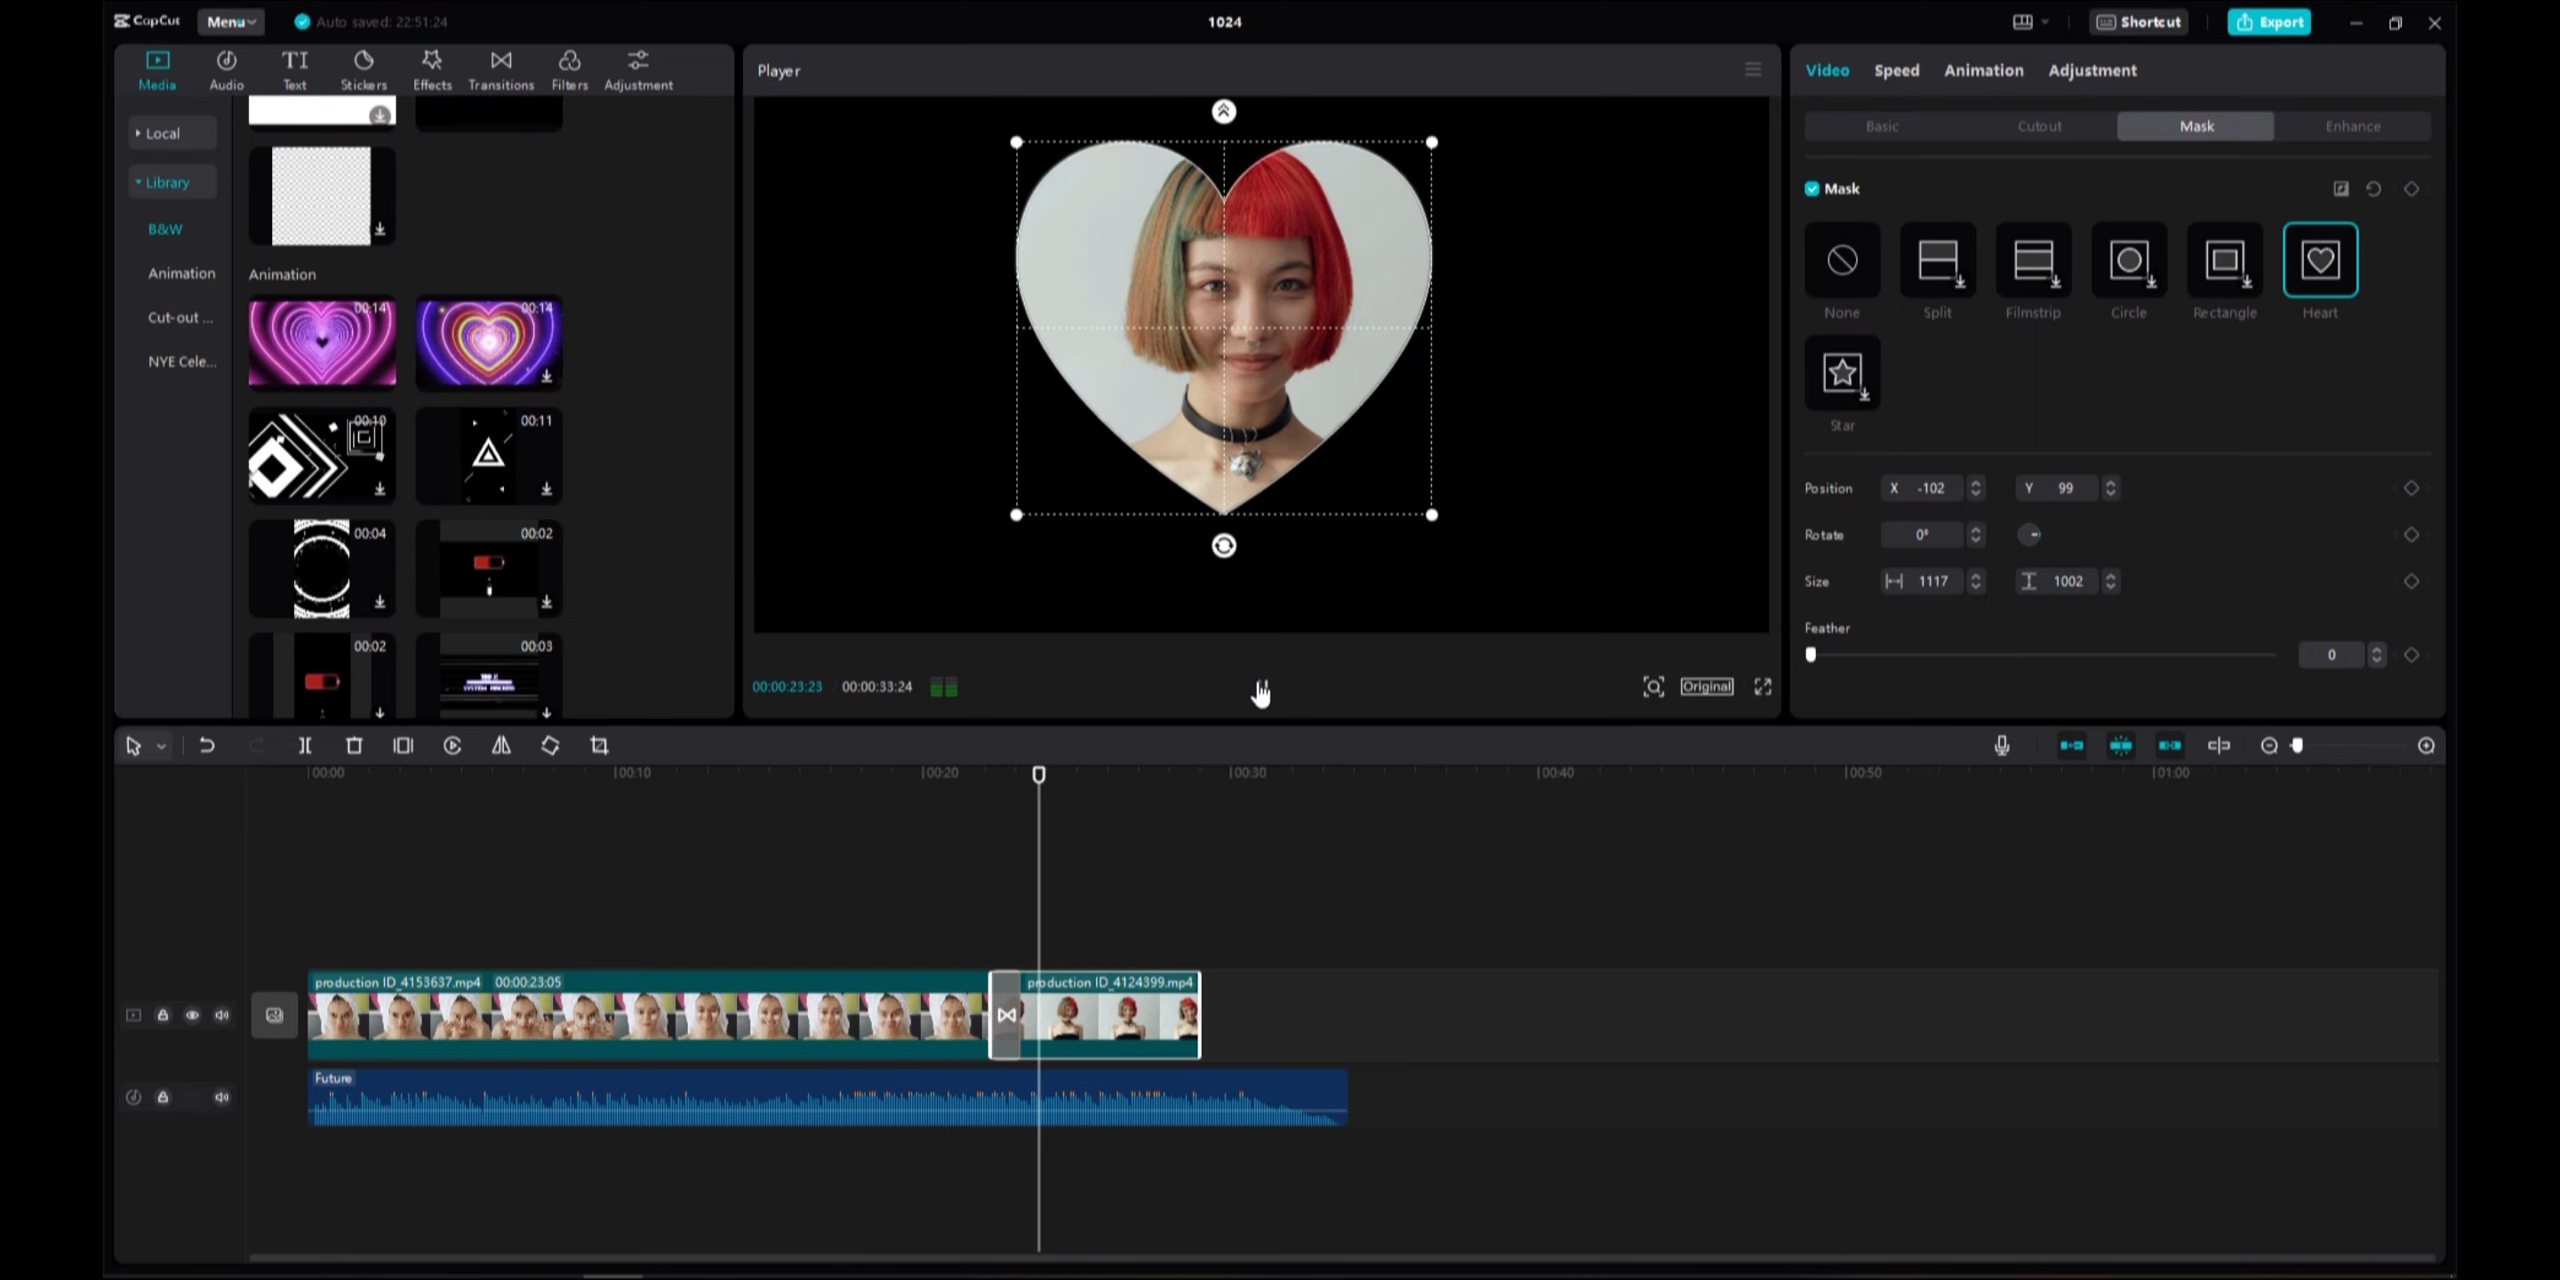 CapCut Menu Auto saved: 22:51:24 1024 Shortcut Export
Media Audio Text Stickers Effects Transitions Filters Adjustment
Local
Library
B&W
Animation
Cut-out ...
NYE Cele...
Animation
00:14 00:14
00:10 00:11
00:04 00:02
00:02 00:03
Player
00:00:23:23 00:00:33:24 Original
Video Speed Animation Adjustment
Basic Cutout Mask Enhance
Mask
None Split Filmstrip Circle Rectangle Heart
Star
Position X -102 Y 99
Rotate 0°
Size 1117 1002
Feather
0
00:00 00:10 00:20 00:30 00:40 00:50 01:00
production ID_4153637.mp4 00:00:23:05 production ID_4124399.mp4
Future